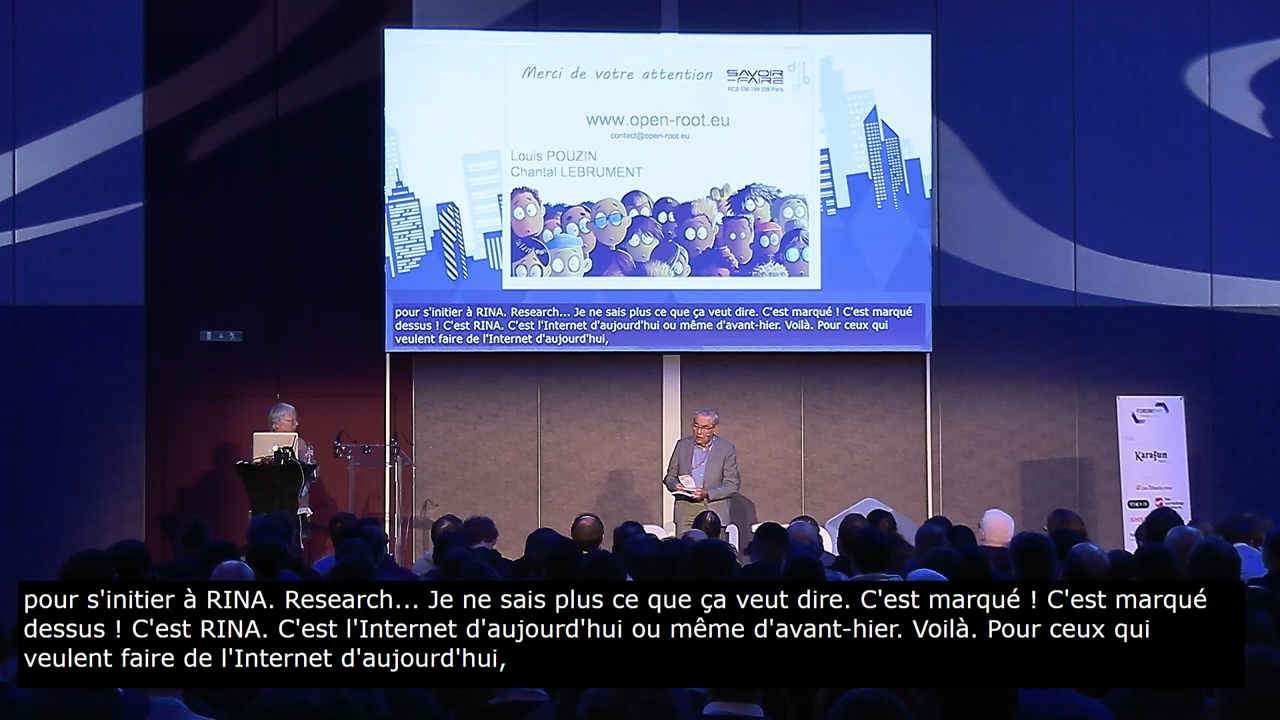 Merci de votre attention
SAVOIR
FAIRE
www.open-root.eu
contact@open-root.eu
Louis POUZIN
Chantal LEBRUMENT
pour s'initier à RINA. Research... Je ne sais plus ce que ça veut dire. C'est marqué ! C'est marqué
dessus ! C'est RINA. C'est l'Internet d'aujourd'hui ou même d'avant-hier. Voilà. Pour ceux qui
veulent faire de l'Internet d'aujourd'hui,
Karafun
pour s'initier à RINA. Research... Je ne sais plus ce que ça veut dire. C'est marqué ! C'est marqué
dessus ! C'est RINA. C'est l'Internet d'aujourd'hui ou même d'avant-hier. Voilà. Pour ceux qui
veulent faire de l'Internet d'aujourd'hui,